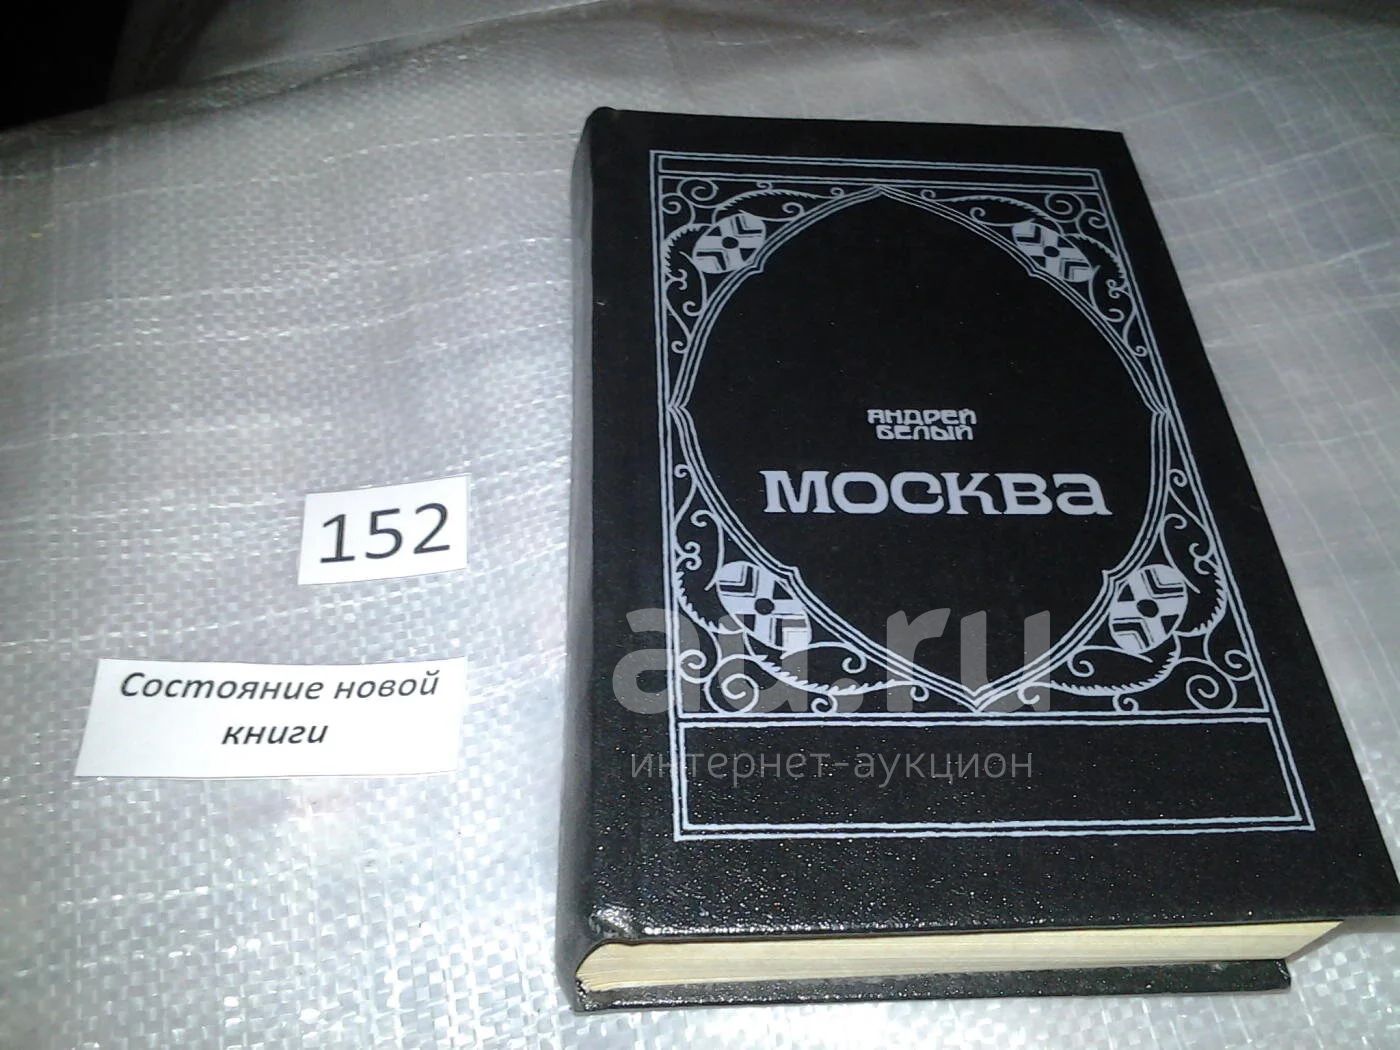 АНДРЕЙ
БЕЛЫЙ
МОСКВА
152
Состояние новой
книги
au.ru
интернет-аукцион